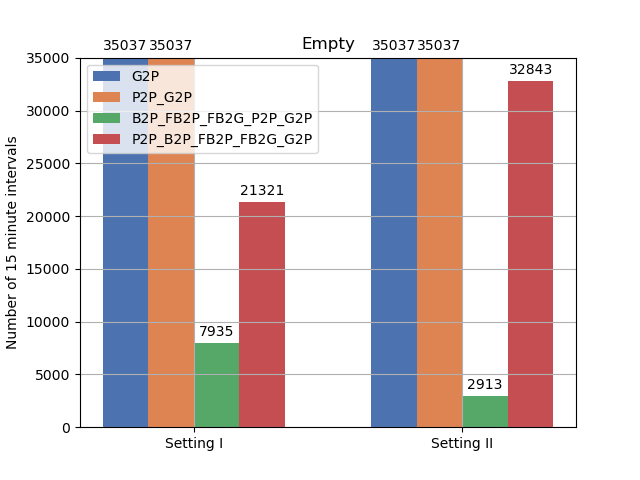 Empty
35037 35037 35037 35037
35000
30000
25000
20000
15000
10000
5000
0
Number of 15 minute intervals
G2P
P2P_G2P
B2P_FB2P_FB2G_P2P_G2P
P2P_B2P_FB2P_FB2G_G2P
7935
21321
2913
32843
Setting I
Setting II